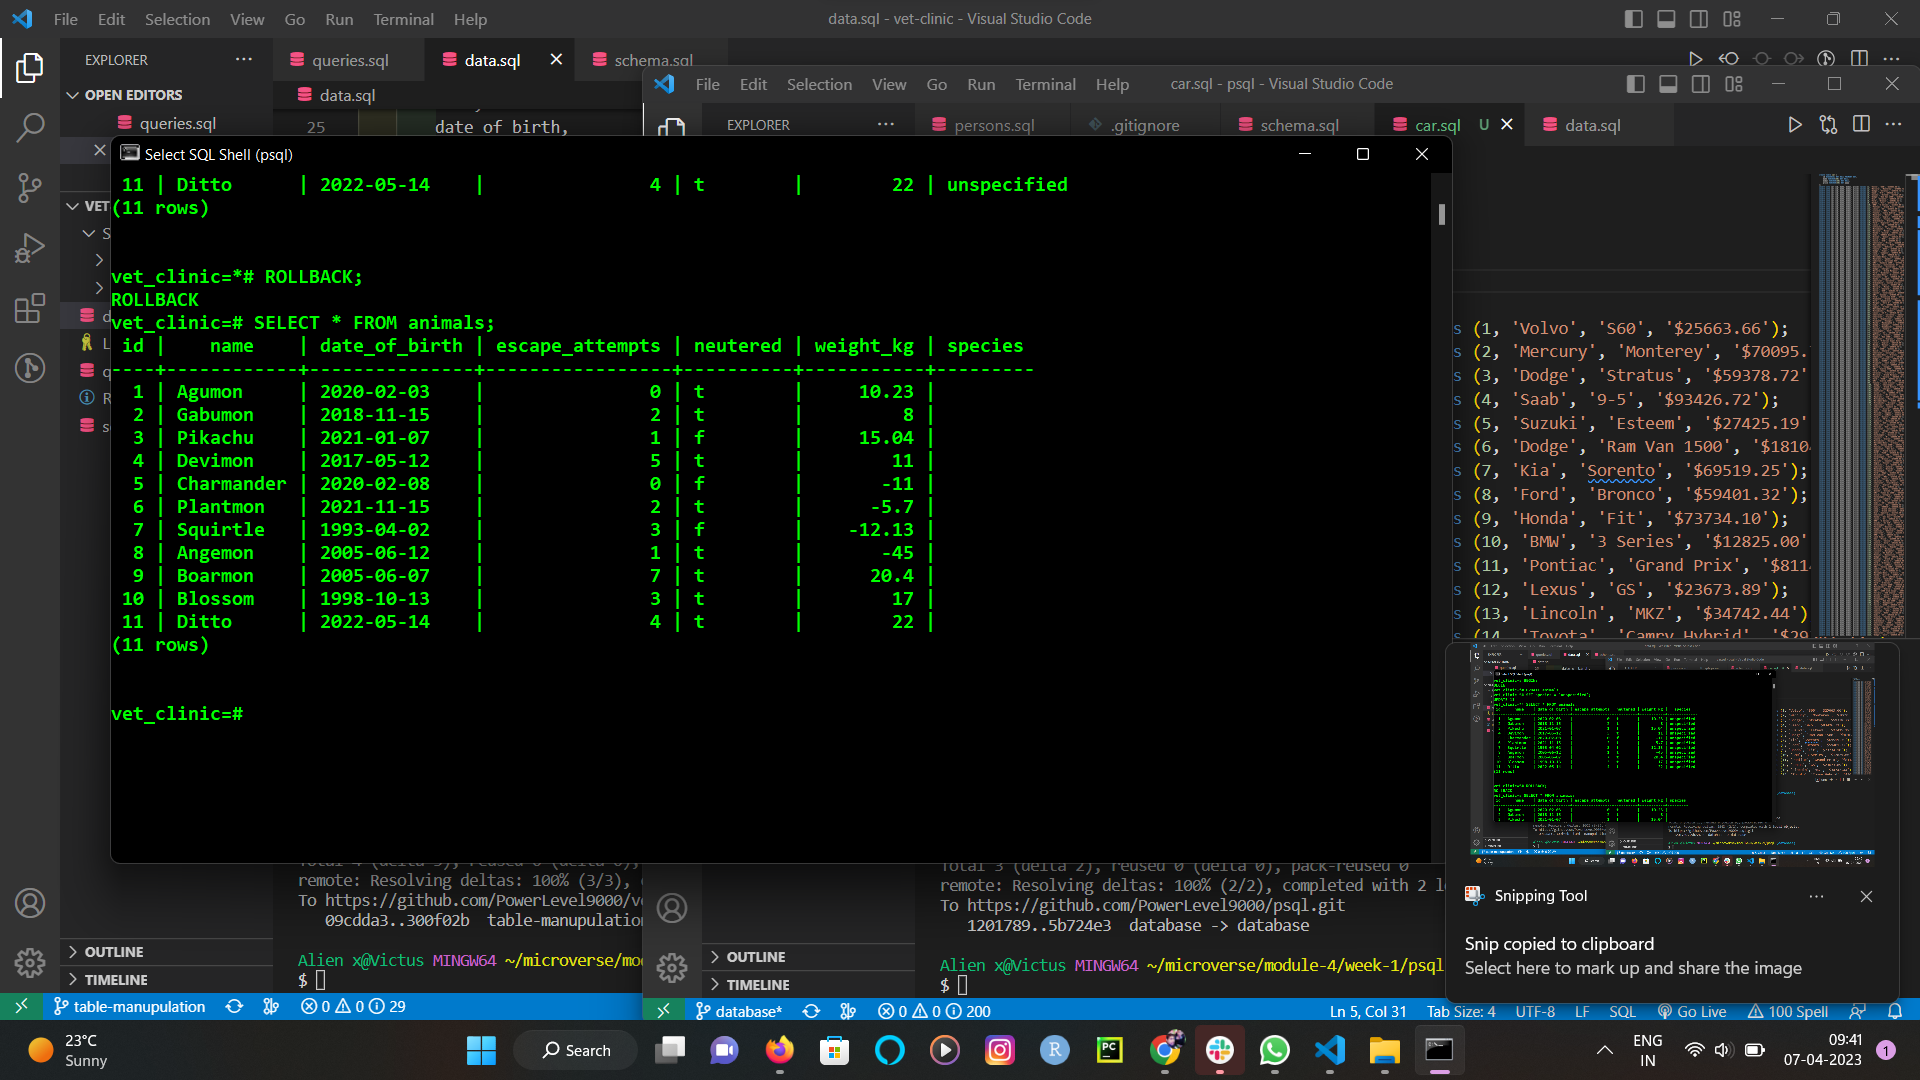 File Edit Selection View Go Run Terminal Help
data.sql - vet-clinic - Visual Studio Code
EXPLORER
queries.sql
data.sql
schema.sql
OPEN EDITORS
data.sql
queries.sql
25 date_of_birth,
VET
File Edit Selection View Go Run Terminal Help
car.sql - psql - Visual Studio Code
EXPLORER
persons.sql
.gitignore
schema.sql
car.sql U
data.sql
Select SQL Shell (psql)
11 | Ditto | 2022-05-14 | 4 | t | 22 | unspecified
(11 rows)
vet_clinic=*# ROLLBACK;
ROLLBACK
vet_clinic=# SELECT * FROM animals;
id | name | date_of_birth | escape_attempts | neutered | weight_kg | species
----+------------+---------------+-----------------+----------+-----------+---------
1 | Agumon | 2020-02-03 | 0 | t | 10.23 |
2 | Gabumon | 2018-11-15 | 2 | t | 8 |
3 | Pikachu | 2021-01-07 | 1 | f | 15.04 |
4 | Devimon | 2017-05-12 | 5 | t | 11 |
5 | Charmander | 2020-02-08 | 0 | f | -11 |
6 | Plantmon | 2021-11-15 | 2 | t | -5.7 |
7 | Squirtle | 1993-04-02 | 3 | f | -12.13 |
8 | Angemon | 2005-06-12 | 1 | t | -45 |
9 | Boarmon | 2005-06-07 | 7 | t | 20.4 |
10 | Blossom | 1998-10-13 | 3 | t | 17 |
11 | Ditto | 2022-05-14 | 4 | t | 22 |
(11 rows)
vet_clinic=#
s (1, 'Volvo', 'S60', '$25663.66');
s (2, 'Mercury', 'Monterey', '$70095.
s (3, 'Dodge', 'Stratus', '$59378.72'
s (4, 'Saab', '9-5', '$93426.72');
s (5, 'Suzuki', 'Esteem', '$27425.19'
s (6, 'Dodge', 'Ram Van 1500', '$1810
s (7, 'Kia', 'Sorento', '$69519.25');
s (8, 'Ford', 'Bronco', '$59401.32');
s (9, 'Honda', 'Fit', '$73734.10');
s (10, 'BMW', '3 Series', '$12825.00'
s (11, 'Pontiac', 'Grand Prix', '$811
s (12, 'Lexus', 'GS', '$23673.89');
s (13, 'Lincoln', 'MKZ', '$34742.44')
s (14, 'Toyota', 'Camry Hybrid', '$29
remote: Resolving deltas: 100% (3/3),
To https://github.com/PowerLevel9000/v
09cdda3..300f02b table-manupulation
Alien x@Victus MINGW64 ~/microverse/mo
$
OUTLINE
TIMELINE
table-manupulation
0 0 29
Total 3 (delta 2), reused 0 (delta 0), pack-reused 0
remote: Resolving deltas: 100% (2/2), completed with 2 l
To https://github.com/PowerLevel9000/psql.git
1201789..5b724e3 database -> database
Alien x@Victus MINGW64 ~/microverse/module-4/week-1/psql
$
OUTLINE
TIMELINE
database*
0 0 200
Ln 5, Col 31 Tab Size: 4 UTF-8 LF SQL Go Live 100 Spell
Snipping Tool
Snip copied to clipboard
Select here to mark up and share the image
23°C
Sunny
Search
PC
R
ENG
IN
09:41
07-04-2023
1